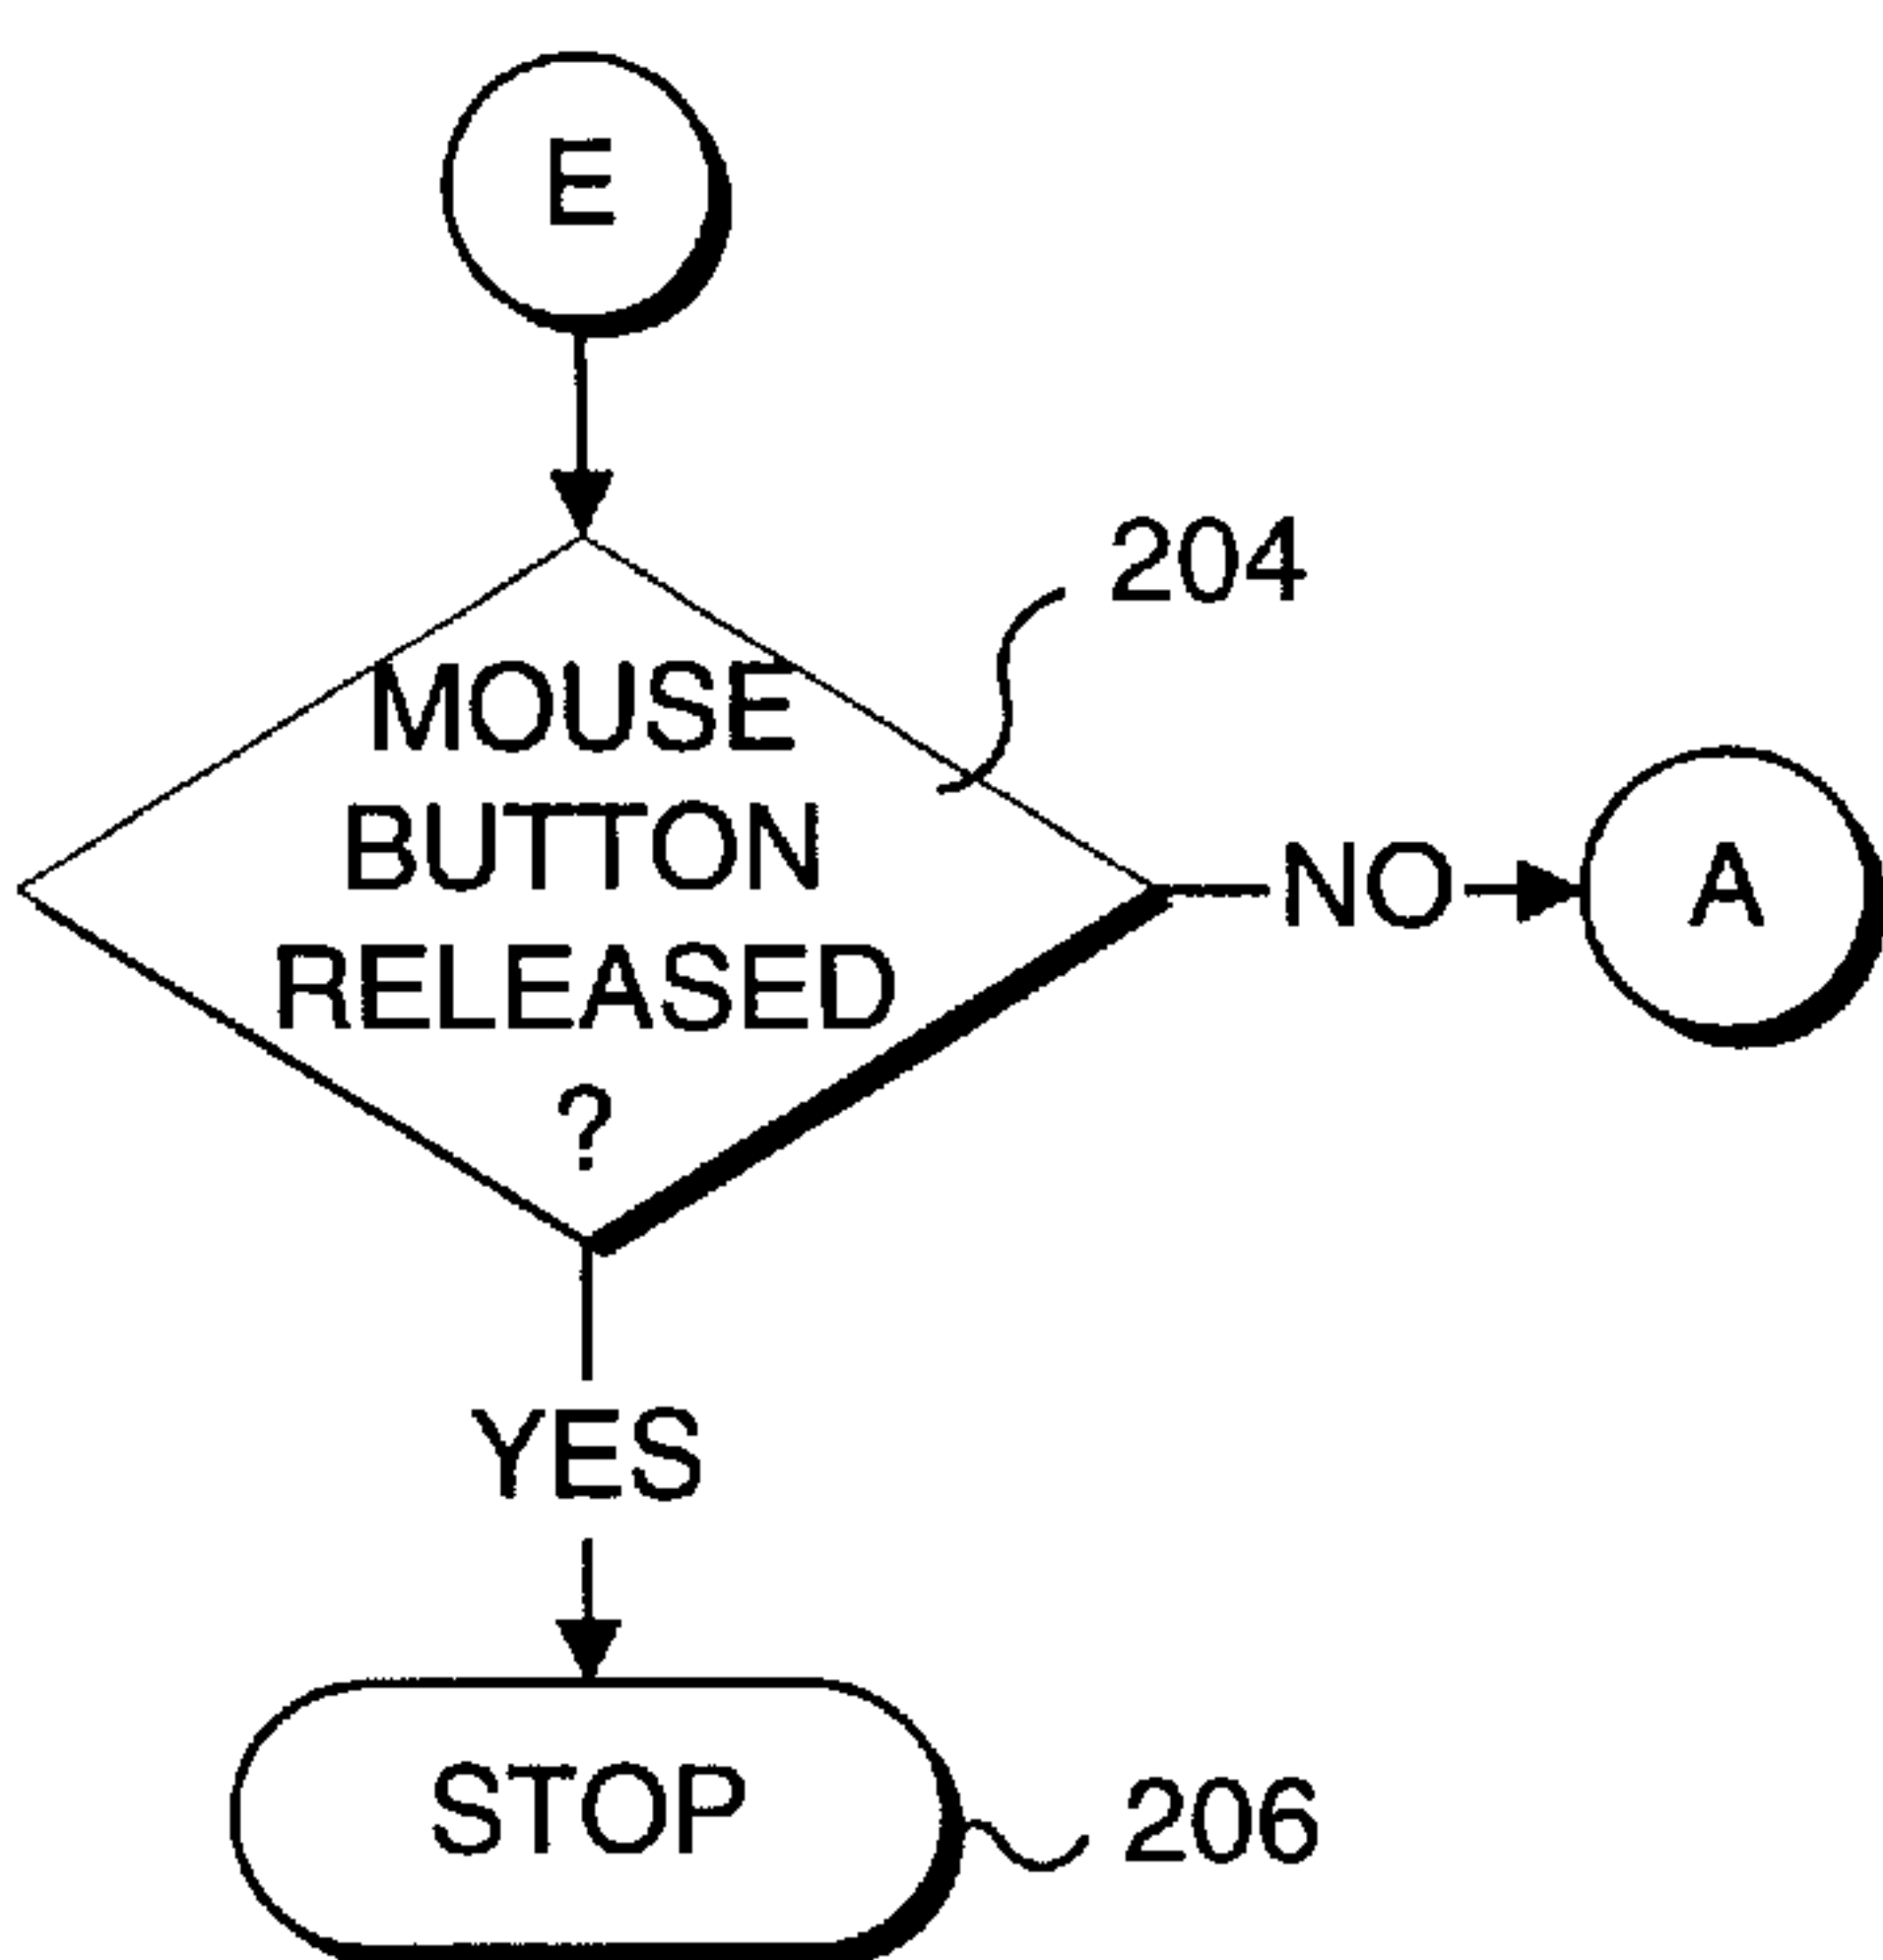 E
204
MOUSE
BUTTON
RELEASED
?
NO
A
YES
STOP
206